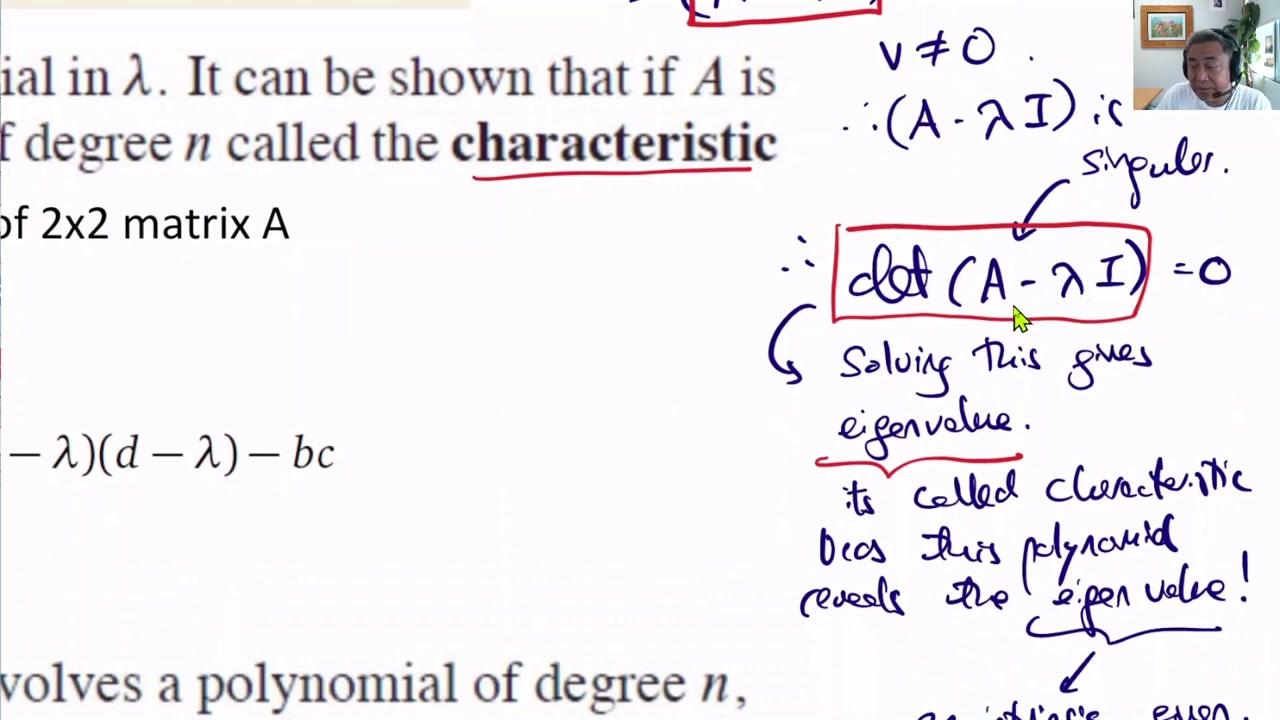 ial in λ. It can be shown that if A is
f degree n called the characteristic
of 2x2 matrix A
− λ)(d − λ) − bc
volves a polynomial of degree n,
v ≠ 0 .
∴ (A - λ I) is
singular.
∴ det (A - λ I) = 0
Solving this gives
eigenvalue.
its called characteristic
bcos this polynomial
reveals the eigen value!